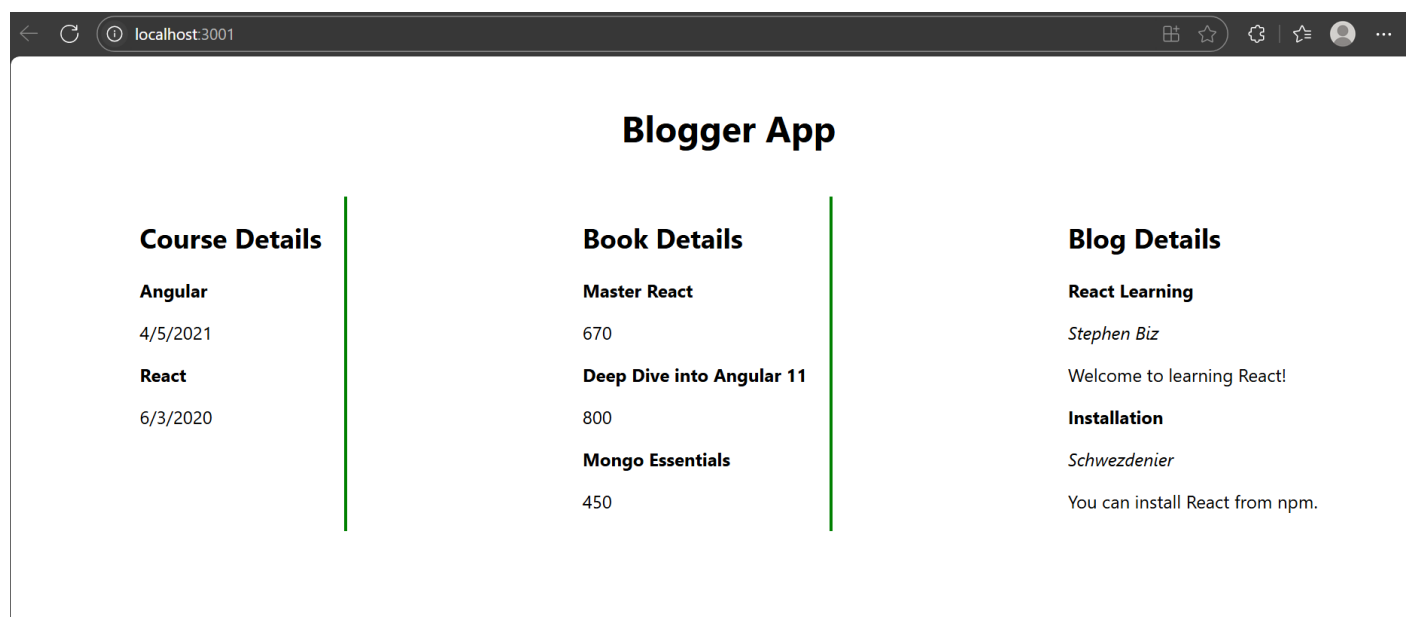 localhost:3001
Blogger App
Course Details
Angular
4/5/2021
React
6/3/2020
Book Details
Master React
670
Deep Dive into Angular 11
800
Mongo Essentials
450
Blog Details
React Learning
Stephen Biz
Welcome to learning React!
Installation
Schwezdenier
You can install React from npm.